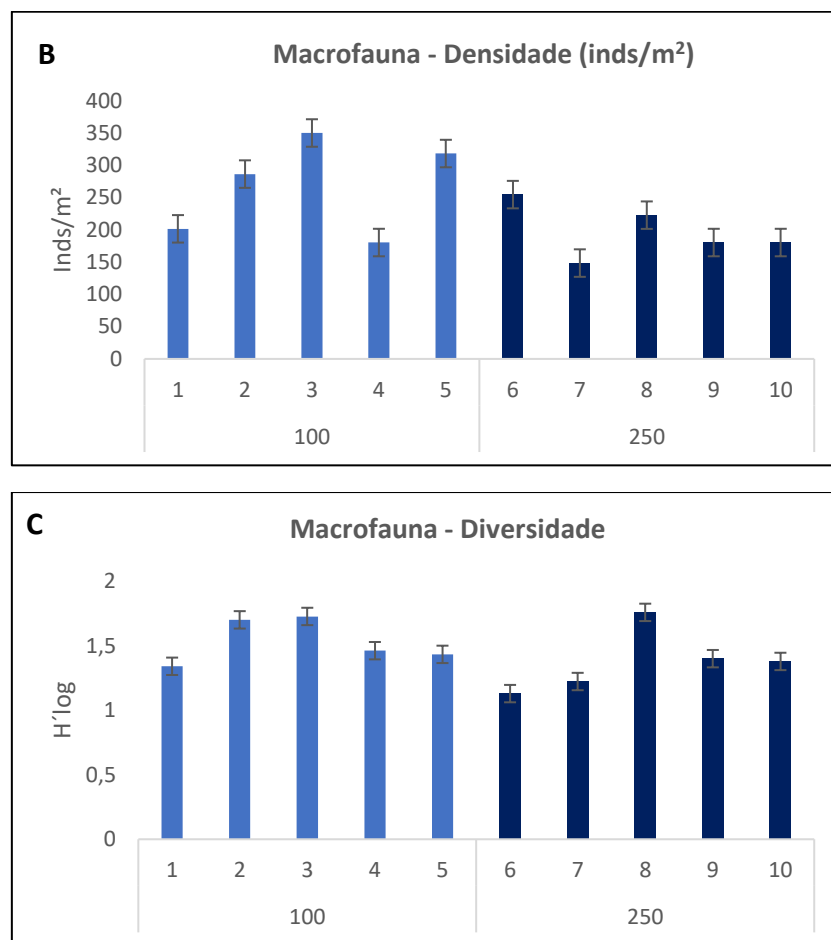 B
Macrofauna - Densidade (inds/m²)
Inds/m²
400
350
300
250
200
150
100
50
0
1 2 3 4 5 6 7 8 9 10
100 250
C
Macrofauna - Diversidade
H´log
2
1,5
1
0,5
0
1 2 3 4 5 6 7 8 9 10
100 250